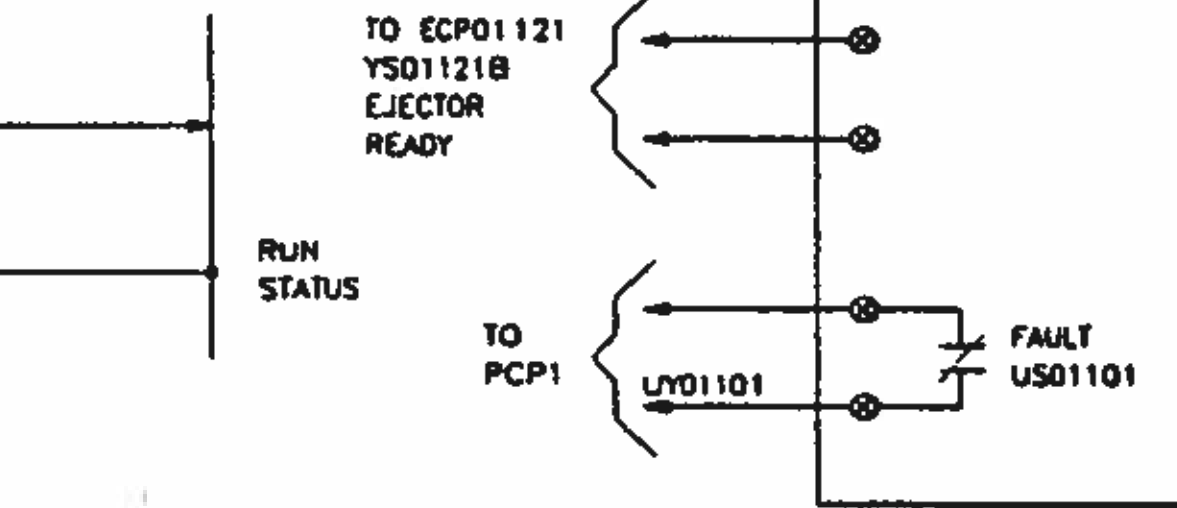 TO ECP01121
YS01121B
EJECTOR
READY
RUN
STATUS
TO
PCP1
UY01101
FAULT
US01101